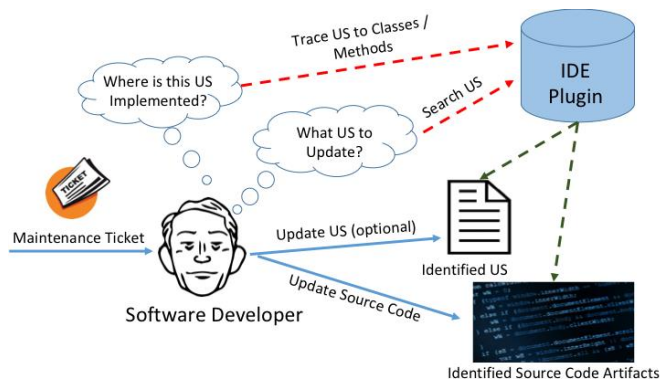 Trace US to Classes /
Methods
Where is this US
Implemented?
IDE
Plugin
Search US
What US to
Update?
TICKET
Maintenance Ticket
Update US (optional)
Identified US
Update Source Code
Software Developer
Identified Source Code Artifacts